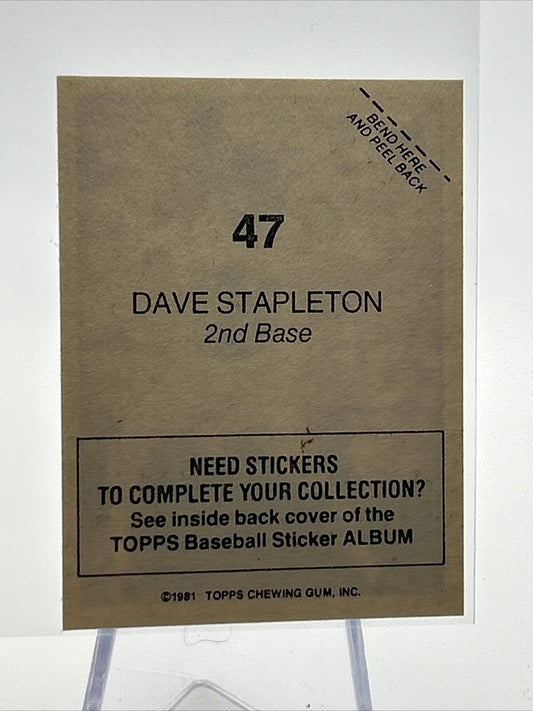 BEND HERE
AND PEEL BACK
47
DAVE STAPLETON
2nd Base
NEED STICKERS
TO COMPLETE YOUR COLLECTION?
See inside back cover of the
TOPPS Baseball Sticker ALBUM
©1981 TOPPS CHEWING GUM, INC.